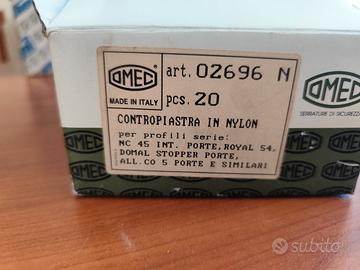 OMEC
MADE IN ITALY
art. 02696 N
pcs. 20
CONTROPIASTRA IN NYLON
per profili serie:
NC 45 INT. PORTE, ROYAL 54,
DOMAL STOPPER PORTE,
ALL.CO 5 PORTE E SIMILARI
OMEC
SERRATURE DI SICUREZZA
OMEC
subito